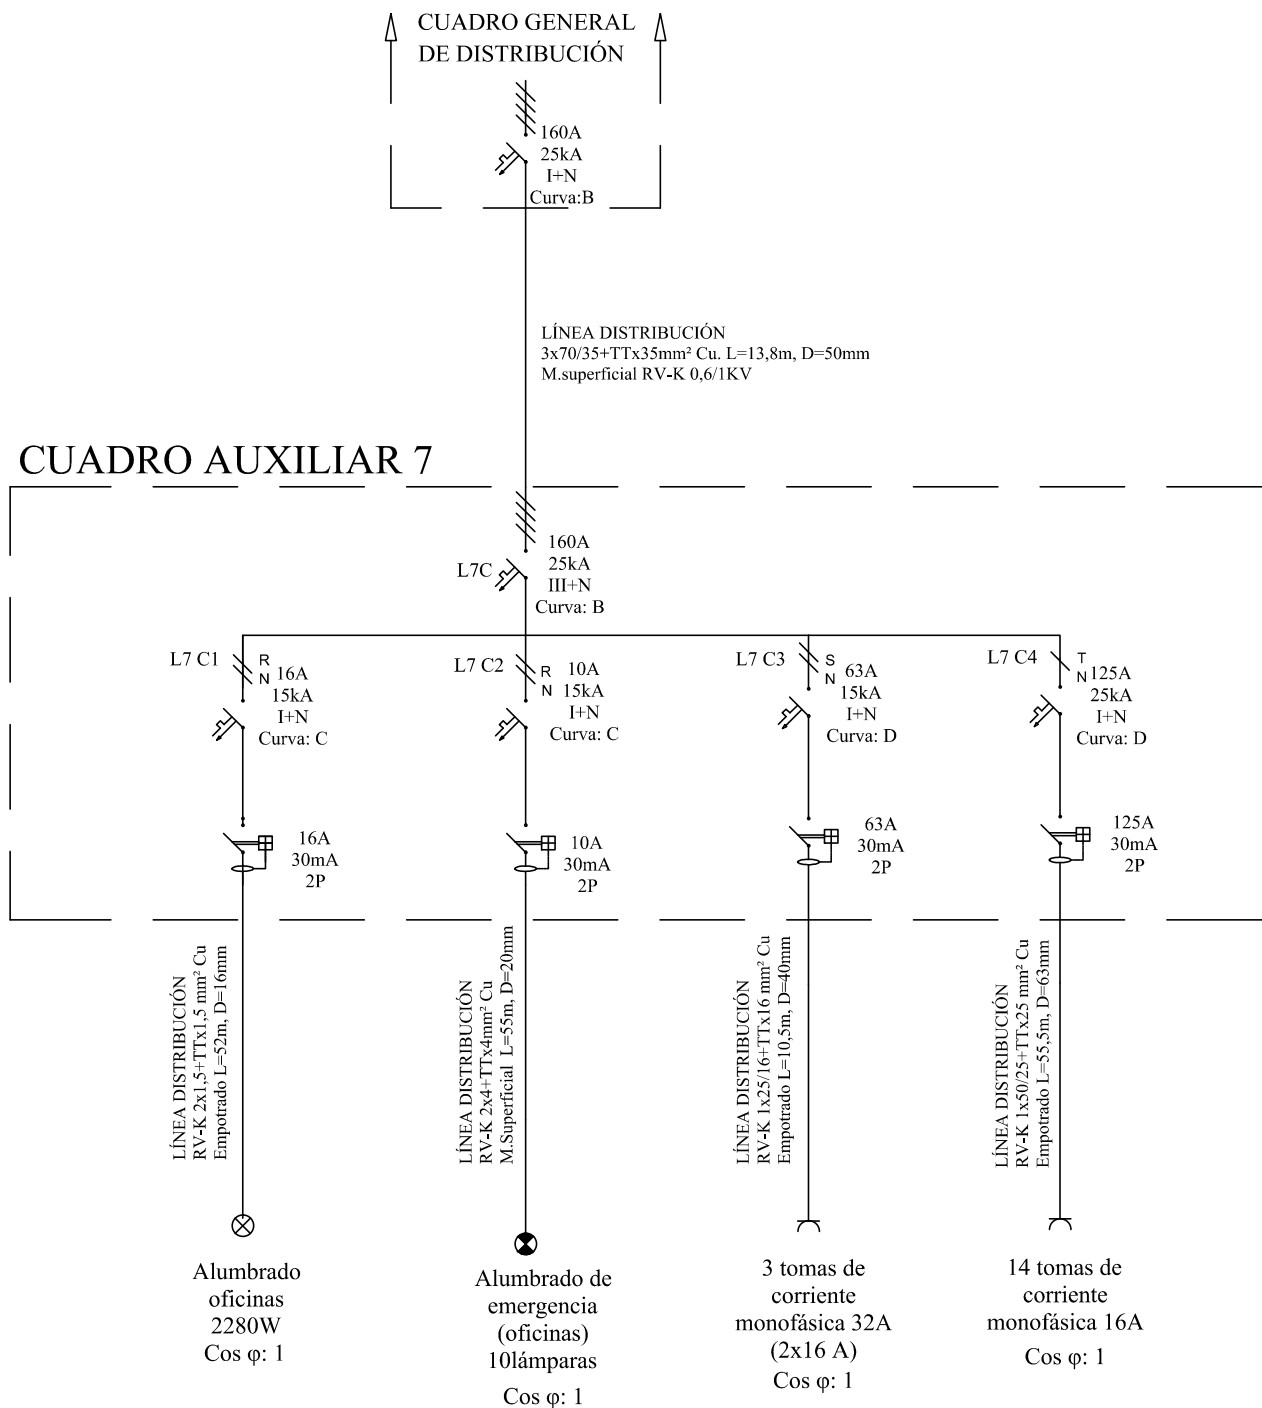 CUADRO GENERAL
DE DISTRIBUCIÓN
160A
25kA
I+N
Curva:B
LÍNEA DISTRIBUCIÓN
3x70/35+TTx35mm² Cu. L=13,8m, D=50mm
M.superficial RV-K 0,6/1KV
CUADRO AUXILIAR 7
L7C
160A
25kA
III+N
Curva: B
L7 C1
R
N
16A
15kA
I+N
Curva: C
L7 C2
R
N
10A
15kA
I+N
Curva: C
L7 C3
S
N
63A
15kA
I+N
Curva: D
L7 C4
T
N
125A
25kA
I+N
Curva: D
16A
30mA
2P
10A
30mA
2P
63A
30mA
2P
125A
30mA
2P
LÍNEA DISTRIBUCIÓN
RV-K 2x1,5+TTx1,5 mm² Cu
Empotrado L=52m, D=16mm
LÍNEA DISTRIBUCIÓN
RV-K 2x4+TTx4mm² Cu
M.Superficial L=55m, D=20mm
LÍNEA DISTRIBUCIÓN
RV-K 1x25/16+TTx16 mm² Cu
Empotrado L=10,5m, D=40mm
LÍNEA DISTRIBUCIÓN
RV-K 1x50/25+TTx25 mm² Cu
Empotrado L=55,5m, D=63mm
Alumbrado
oficinas
2280W
Cos φ: 1
Alumbrado de
emergencia
(oficinas)
10lámparas
Cos φ: 1
3 tomas de
corriente
monofásica 32A
(2x16 A)
Cos φ: 1
14 tomas de
corriente
monofásica 16A
Cos φ: 1